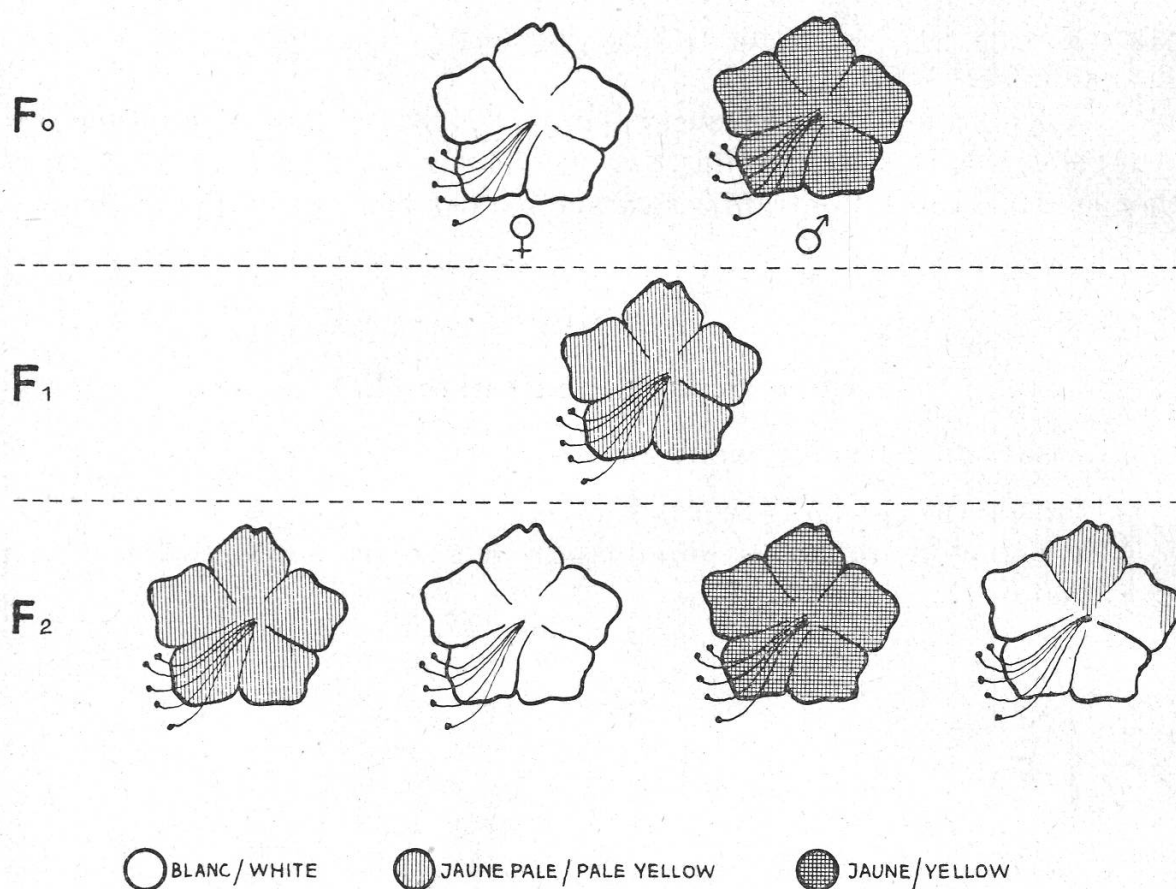 F₀
♀ ♂
F₁
F₂
BLANC/WHITE JAUNE PALE/PALE YELLOW JAUNE/YELLOW